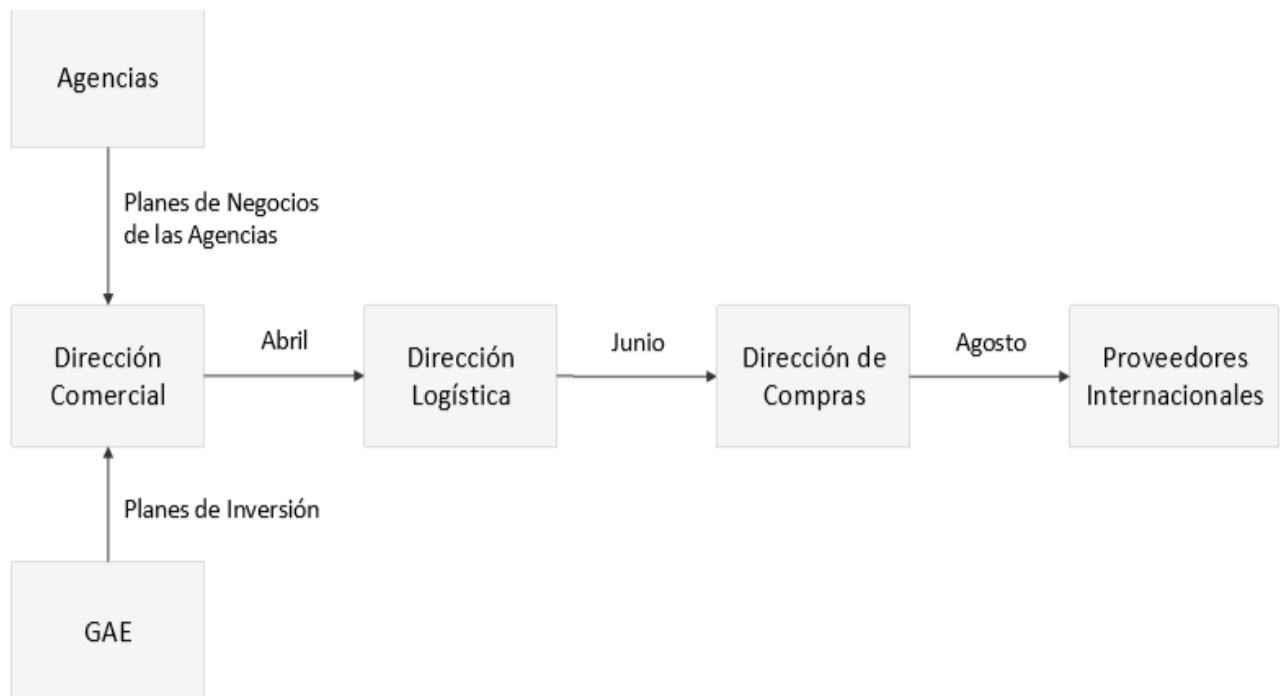 Agencias
Planes de Negocios
de las Agencias
Dirección
Comercial
Abril
Dirección
Logística
Junio
Dirección de
Compras
Agosto
Proveedores
Internacionales
Planes de Inversión
GAE